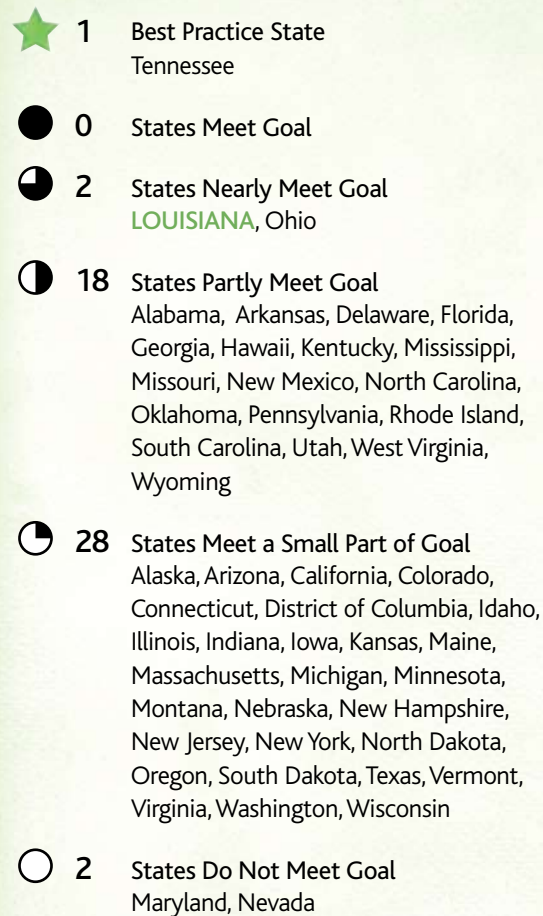 1 Best Practice State
Tennessee
0 States Meet Goal
2 States Nearly Meet Goal
LOUISIANA, Ohio
18 States Partly Meet Goal
Alabama, Arkansas, Delaware, Florida,
Georgia, Hawaii, Kentucky, Mississippi,
Missouri, New Mexico, North Carolina,
Oklahoma, Pennsylvania, Rhode Island,
South Carolina, Utah, West Virginia,
Wyoming
28 States Meet a Small Part of Goal
Alaska, Arizona, California, Colorado,
Connecticut, District of Columbia, Idaho,
Illinois, Indiana, Iowa, Kansas, Maine,
Massachusetts, Michigan, Minnesota,
Montana, Nebraska, New Hampshire,
New Jersey, New York, North Dakota,
Oregon, South Dakota, Texas, Vermont,
Virginia, Washington, Wisconsin
2 States Do Not Meet Goal
Maryland, Nevada